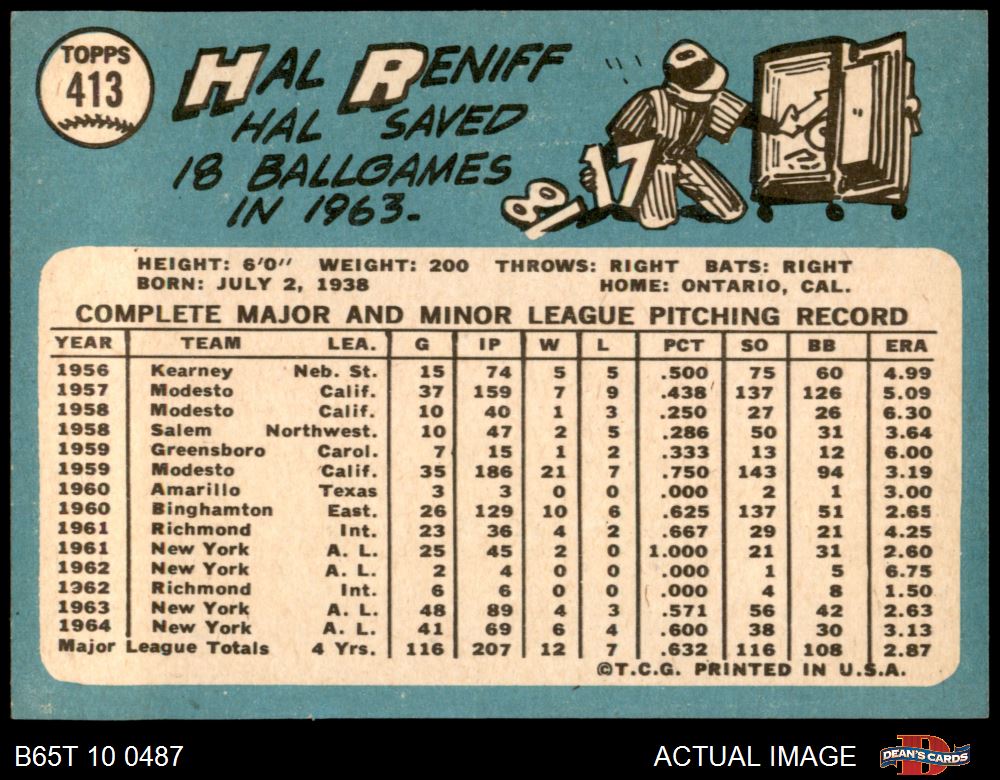 TOPPS
413
HAL RENIFF
HAL SAVED
18 BALLGAMES
IN 1963.
17
18
HEIGHT: 6'0" WEIGHT: 200 THROWS: RIGHT BATS: RIGHT
BORN: JULY 2, 1938 HOME: ONTARIO, CAL.
COMPLETE MAJOR AND MINOR LEAGUE PITCHING RECORD
YEAR TEAM LEA. G IP W L PCT SO BB ERA
1956 Kearney Neb. St. 15 74 5 5 .500 75 60 4.99
1957 Modesto Calif. 37 159 7 9 .438 137 126 5.09
1958 Modesto Calif. 10 40 1 3 .250 27 26 6.30
1958 Salem Northwest. 10 47 2 5 .286 50 31 3.64
1959 Greensboro Carol. 7 15 1 2 .333 13 12 6.00
1959 Modesto Calif. 35 186 21 7 .750 143 94 3.19
1960 Amarillo Texas 3 3 0 0 .000 2 1 3.00
1960 Binghamton East. 26 129 10 6 .625 137 51 2.65
1961 Richmond Int. 23 36 4 2 .667 29 21 4.25
1961 New York A. L. 25 45 2 0 1.000 21 31 2.60
1962 New York A. L. 2 4 0 0 .000 1 5 6.75
1362 Richmond Int. 6 6 0 0 .000 4 8 1.50
1963 New York A. L. 48 89 4 3 .571 56 42 2.63
1964 New York A. L. 41 69 6 4 .600 38 30 3.13
Major League Totals 4 Yrs. 116 207 12 7 .632 116 108 2.87
©T.C.G. PRINTED IN U.S.A.
B65T 10 0487 ACTUAL IMAGE
D
DEAN'S CARDS